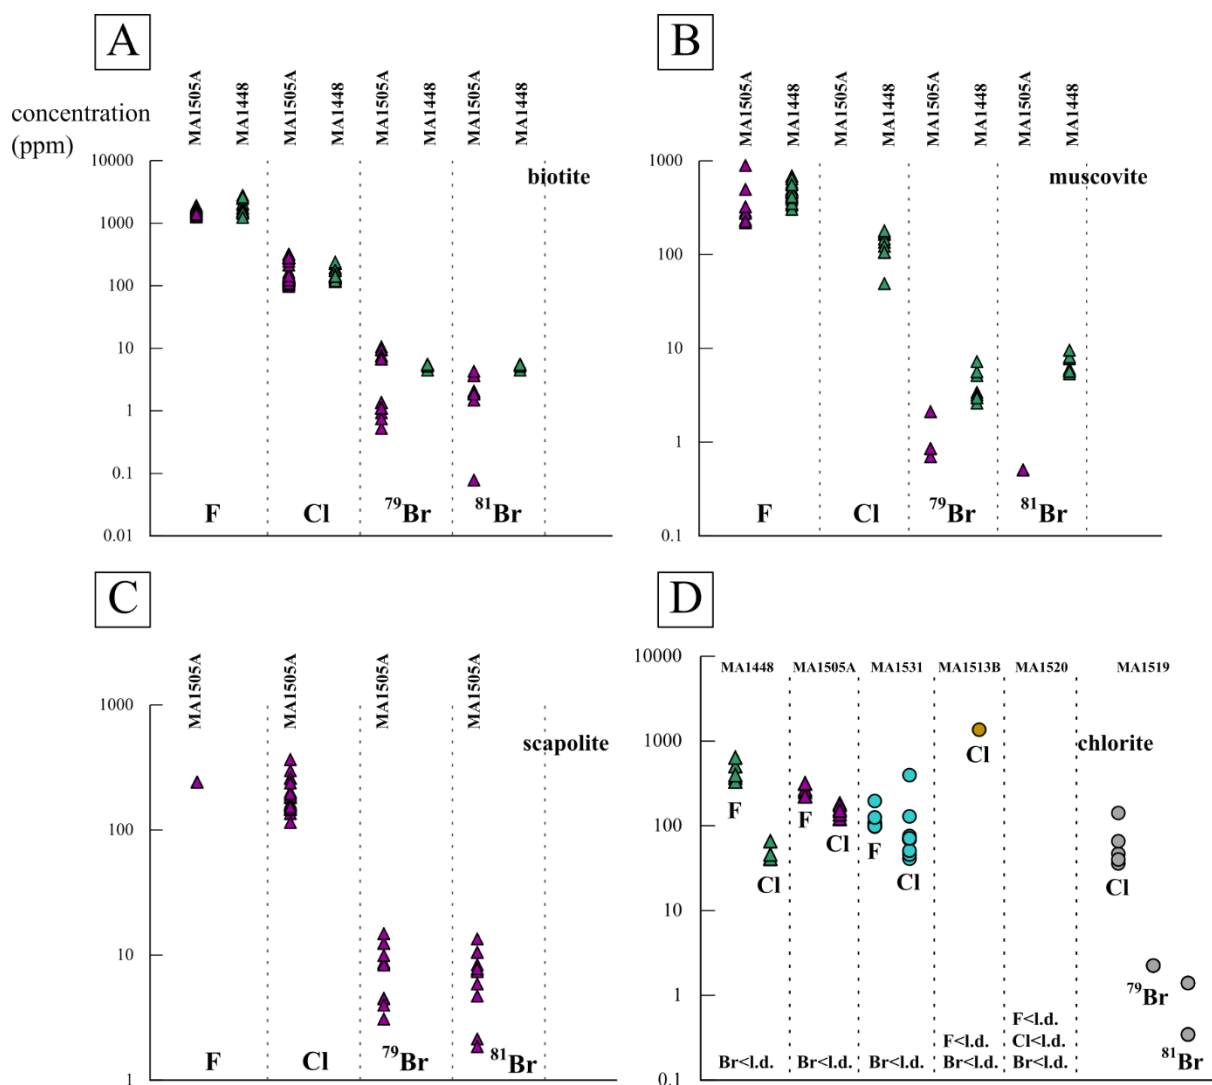 A
concentration
(ppm)
MA1505A
MA1448
MA1505A
MA1448
MA1505A
MA1448
MA1505A
MA1448
biotite
10000
1000
100
10
1
0.1
0.01
F
Cl
79Br
81Br
B
MA1505A
MA1448
MA1505A
MA1448
MA1505A
MA1448
MA1505A
MA1448
muscovite
1000
100
10
1
0.1
F
Cl
79Br
81Br
C
MA1505A
MA1505A
MA1505A
MA1505A
scapolite
1000
100
10
1
F
Cl
79Br
81Br
D
MA1448
MA1505A
MA1531
MA1513B
MA1520
MA1519
chlorite
10000
1000
100
10
1
0.1
F
Cl
Br<l.d.
F
Cl
Br<l.d.
F
Cl
Br<l.d.
Cl
F<l.d.
Br<l.d.
F<l.d.
Cl<l.d.
Br<l.d.
Cl
79Br
81Br